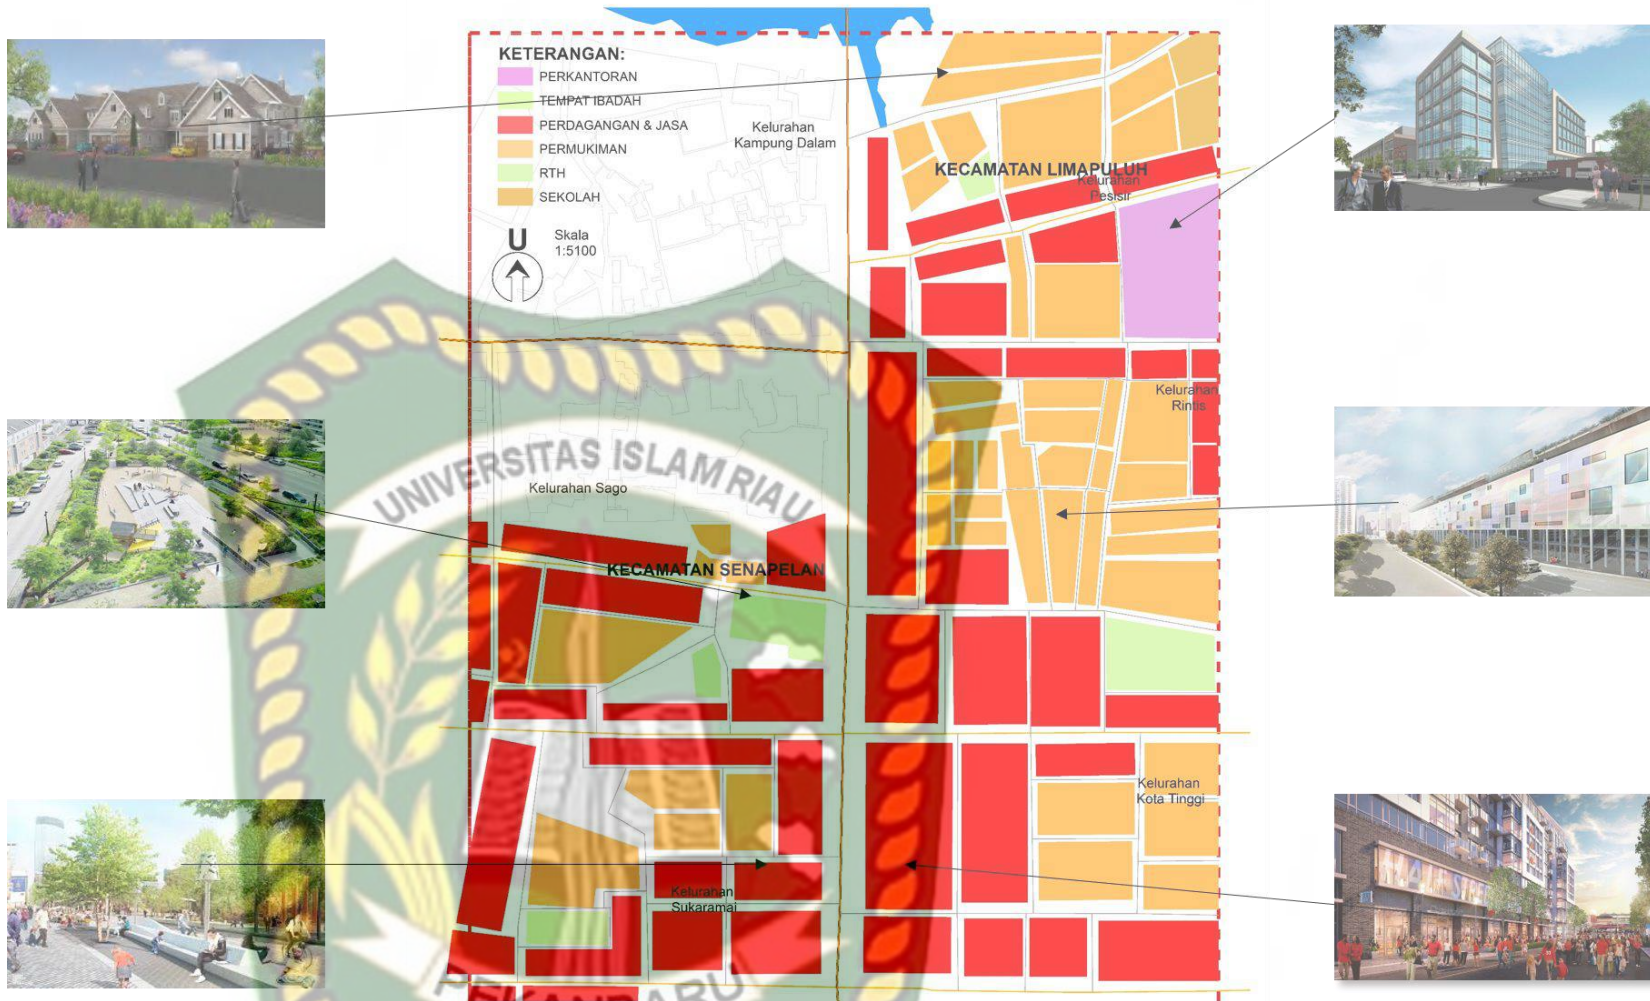 KETERANGAN:
PERKANTORAN
TEMPAT IBADAH
PERDAGANGAN & JASA
PERMUKIMAN
RTH
SEKOLAH
U
Skala
1:5100
Kelurahan
Kampung Dalam
KECAMATAN LIMAPULUH
Kelurahan
Pesisir
Kelurahan
Rintis
UNIVERSITAS ISLAM RIAU
Kelurahan Sago
KECAMATAN SENAPELAN
Kelurahan
Kota Tinggi
Kelurahan
Sukaramai
PEKANBARU